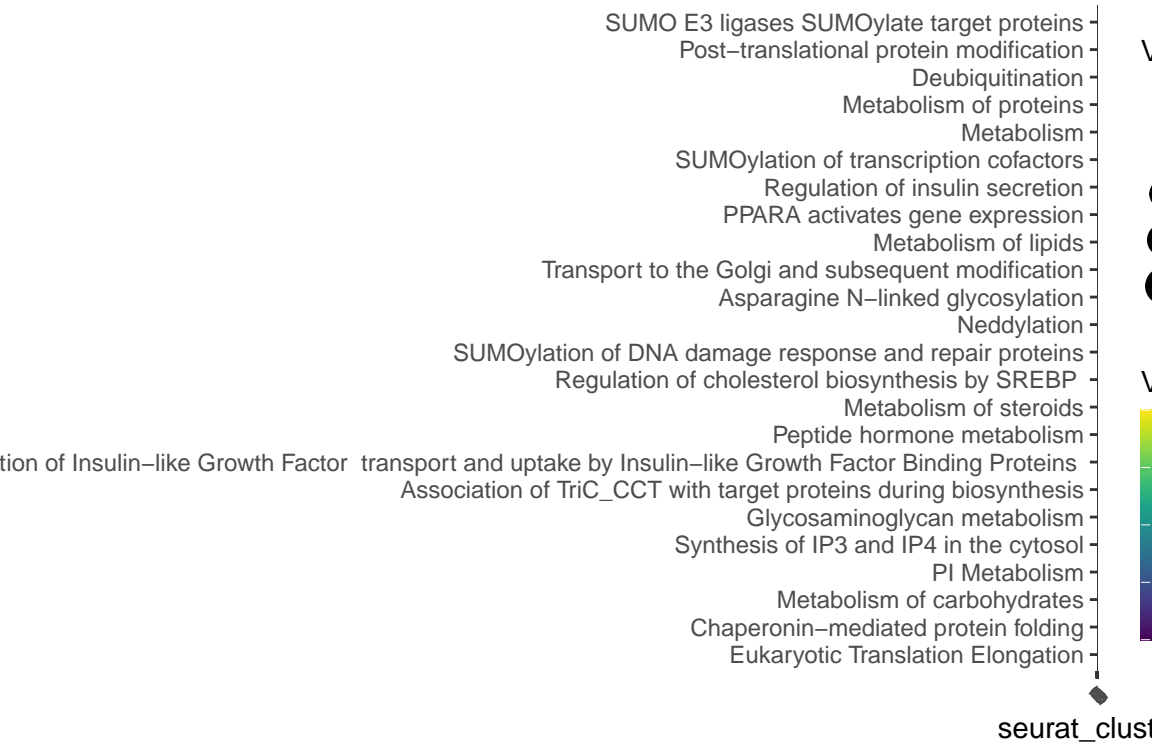 SUMO E3 ligases SUMOylate target proteins
Post−translational protein modification
V
Deubiquitination
Metabolism of proteins
Metabolism
SUMOylation of transcription cofactors
Regulation of insulin secretion
PPARA activates gene expression
Metabolism of lipids
Transport to the Golgi and subsequent modification
Asparagine N−linked glycosylation
Neddylation
SUMOylation of DNA damage response and repair proteins
Regulation of cholesterol biosynthesis by SREBP
V
Metabolism of steroids
Peptide hormone metabolism
tion of Insulin−like Growth Factor  transport and uptake by Insulin−like Growth Factor Binding Proteins
Association of TriC_CCT with target proteins during biosynthesis
Glycosaminoglycan metabolism
Synthesis of IP3 and IP4 in the cytosol
PI Metabolism
Metabolism of carbohydrates
Chaperonin−mediated protein folding
Eukaryotic Translation Elongation
seurat_clust